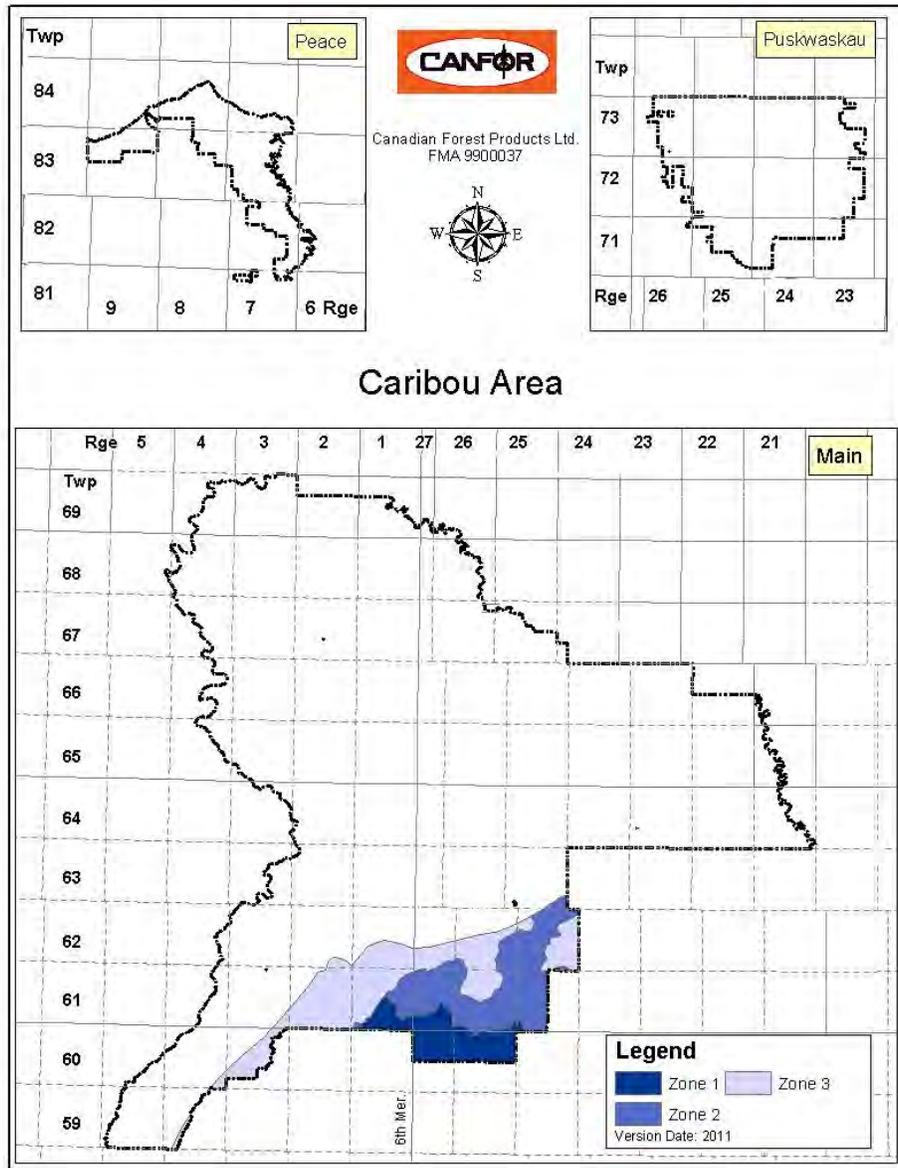 Twp
Peace
84
83
82
81
9 8 7 6 Rge
CANFOR
Canadian Forest Products Ltd.
FMA 9900037
N
W E
S
Puskwaskau
Twp
73
72
71
Rge 26 25 24 23
Caribou Area
Rge 5 4 3 2 1 27 26 25 24 23 22 21
Main
Twp
69
68
67
66
65
64
63
62
61
60
59
6th Mer.
Legend
Zone 1 Zone 3
Zone 2
Version Date: 2011